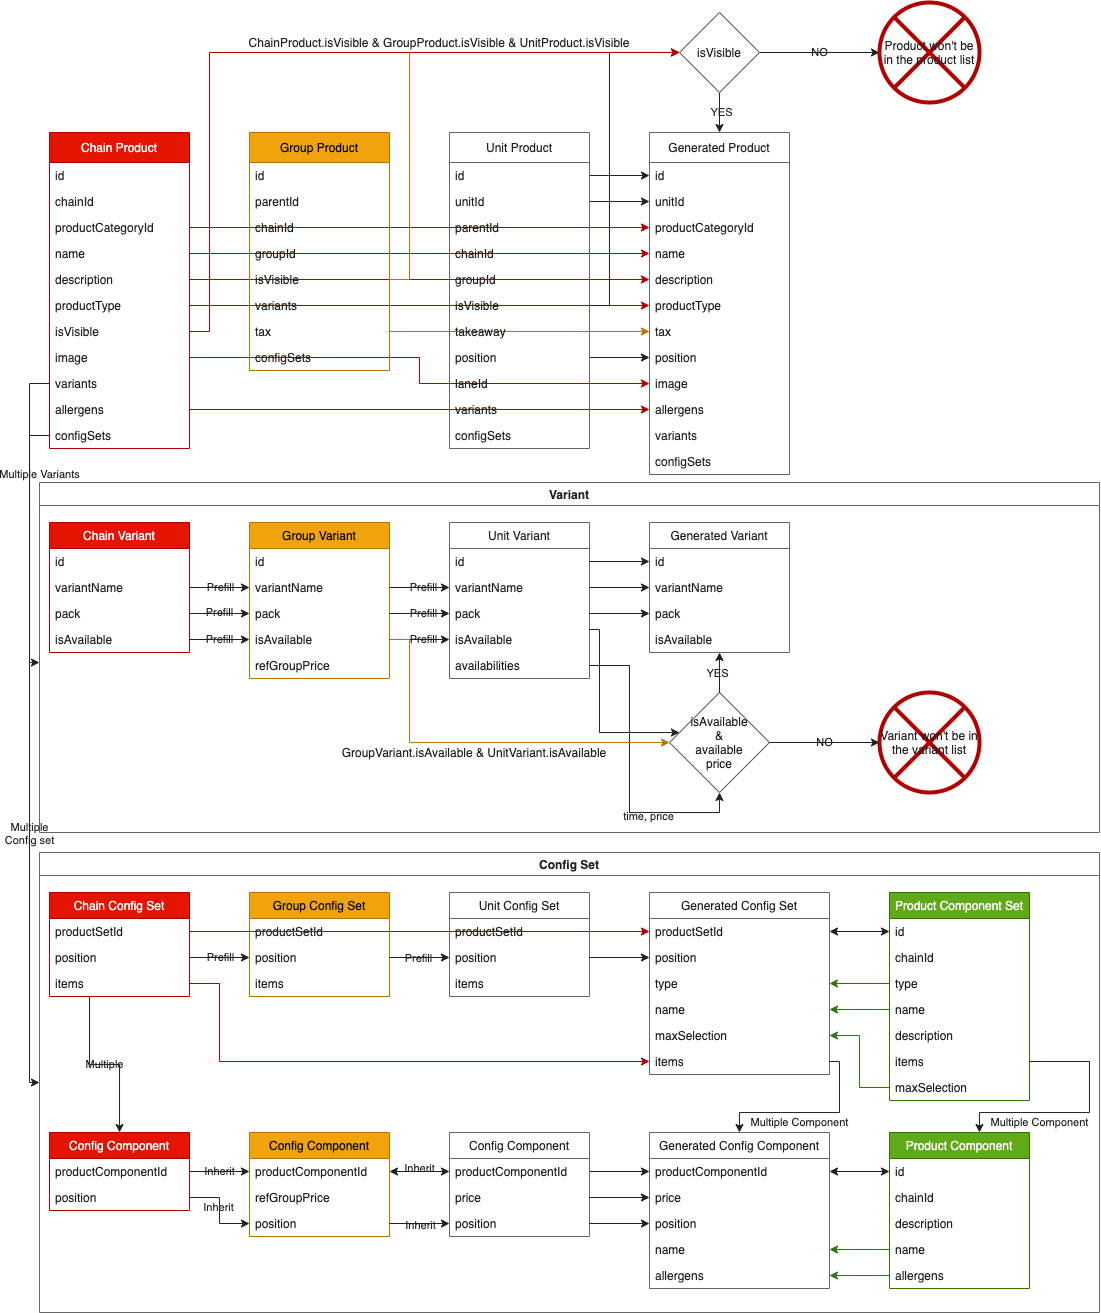 ChainProduct.isVisible & GroupProduct.isVisible & UnitProduct.isVisible
isVisible
NO
Product won't be
in the product list
YES
Chain Product
id
chainId
productCategoryId
name
description
productType
isVisible
image
variants
allergens
configSets
Group Product
id
parentId
chainId
groupId
isVisible
variants
tax
configSets
Unit Product
id
unitId
parentId
chainId
groupId
isVisible
takeaway
position
laneId
variants
configSets
Generated Product
id
unitId
productCategoryId
name
description
productType
tax
position
image
allergens
variants
configSets
Multiple Variants
Variant
Chain Variant
id
variantName
pack
isAvailable
Prefill
Prefill
Prefill
Group Variant
id
variantName
pack
isAvailable
refGroupPrice
Prefill
Prefill
Prefill
Unit Variant
id
variantName
pack
isAvailable
availabilities
Generated Variant
id
variantName
pack
isAvailable
YES
isAvailable
&
available
price
GroupVariant.isAvailable & UnitVariant.isAvailable
NO
Variant won't be in
the variant list
time, price
Multiple
Config set
Config Set
Chain Config Set
productSetId
position
items
Prefill
Group Config Set
productSetId
position
items
Prefill
Unit Config Set
productSetId
position
items
Generated Config Set
productSetId
position
type
name
maxSelection
items
Product Component Set
id
chainId
type
name
description
items
maxSelection
Multiple
Multiple Component
Multiple Component
Config Component
productComponentId
position
Inherit
Inherit
Config Component
productComponentId
refGroupPrice
position
Inherit
Inherit
Config Component
productComponentId
price
position
Generated Config Component
productComponentId
price
position
name
allergens
Product Component
id
chainId
description
name
allergens